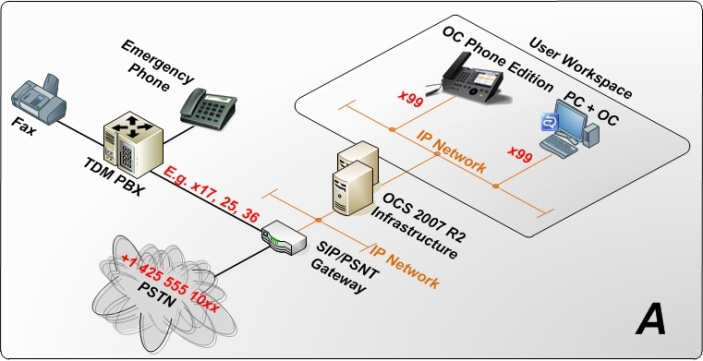 OC Phone Edition
User Workspace
Emergency
Phone
x99
PC + OC
Fax
IP Network
x99
TDM PBX
E.g. x17, 25, 36
OCS 2007 R2
Infrastructure
SIP/PSNT
Gateway
IP Network
+1 425 555 10xx
PSTN
A